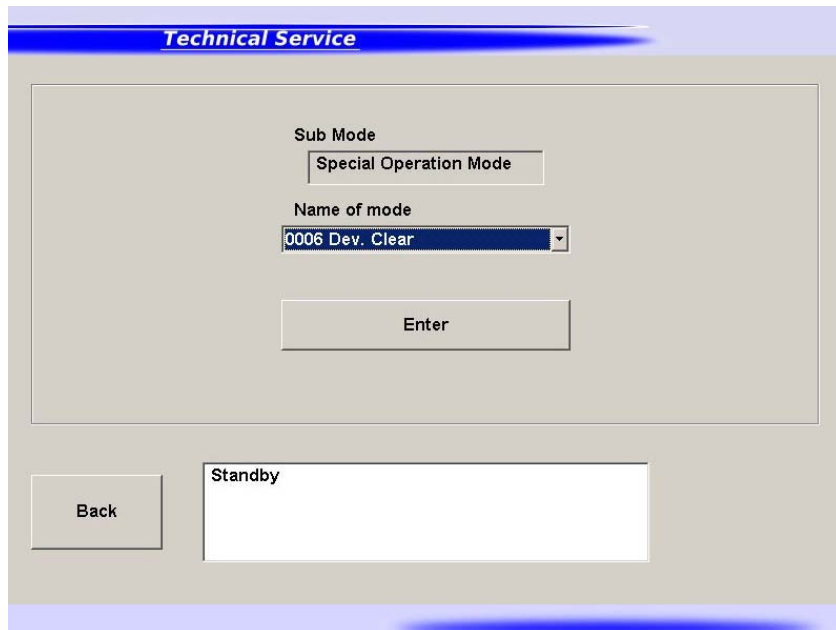 Technical Service
Sub Mode
Special Operation Mode
Name of mode
0006 Dev. Clear
Enter
Standby
Back